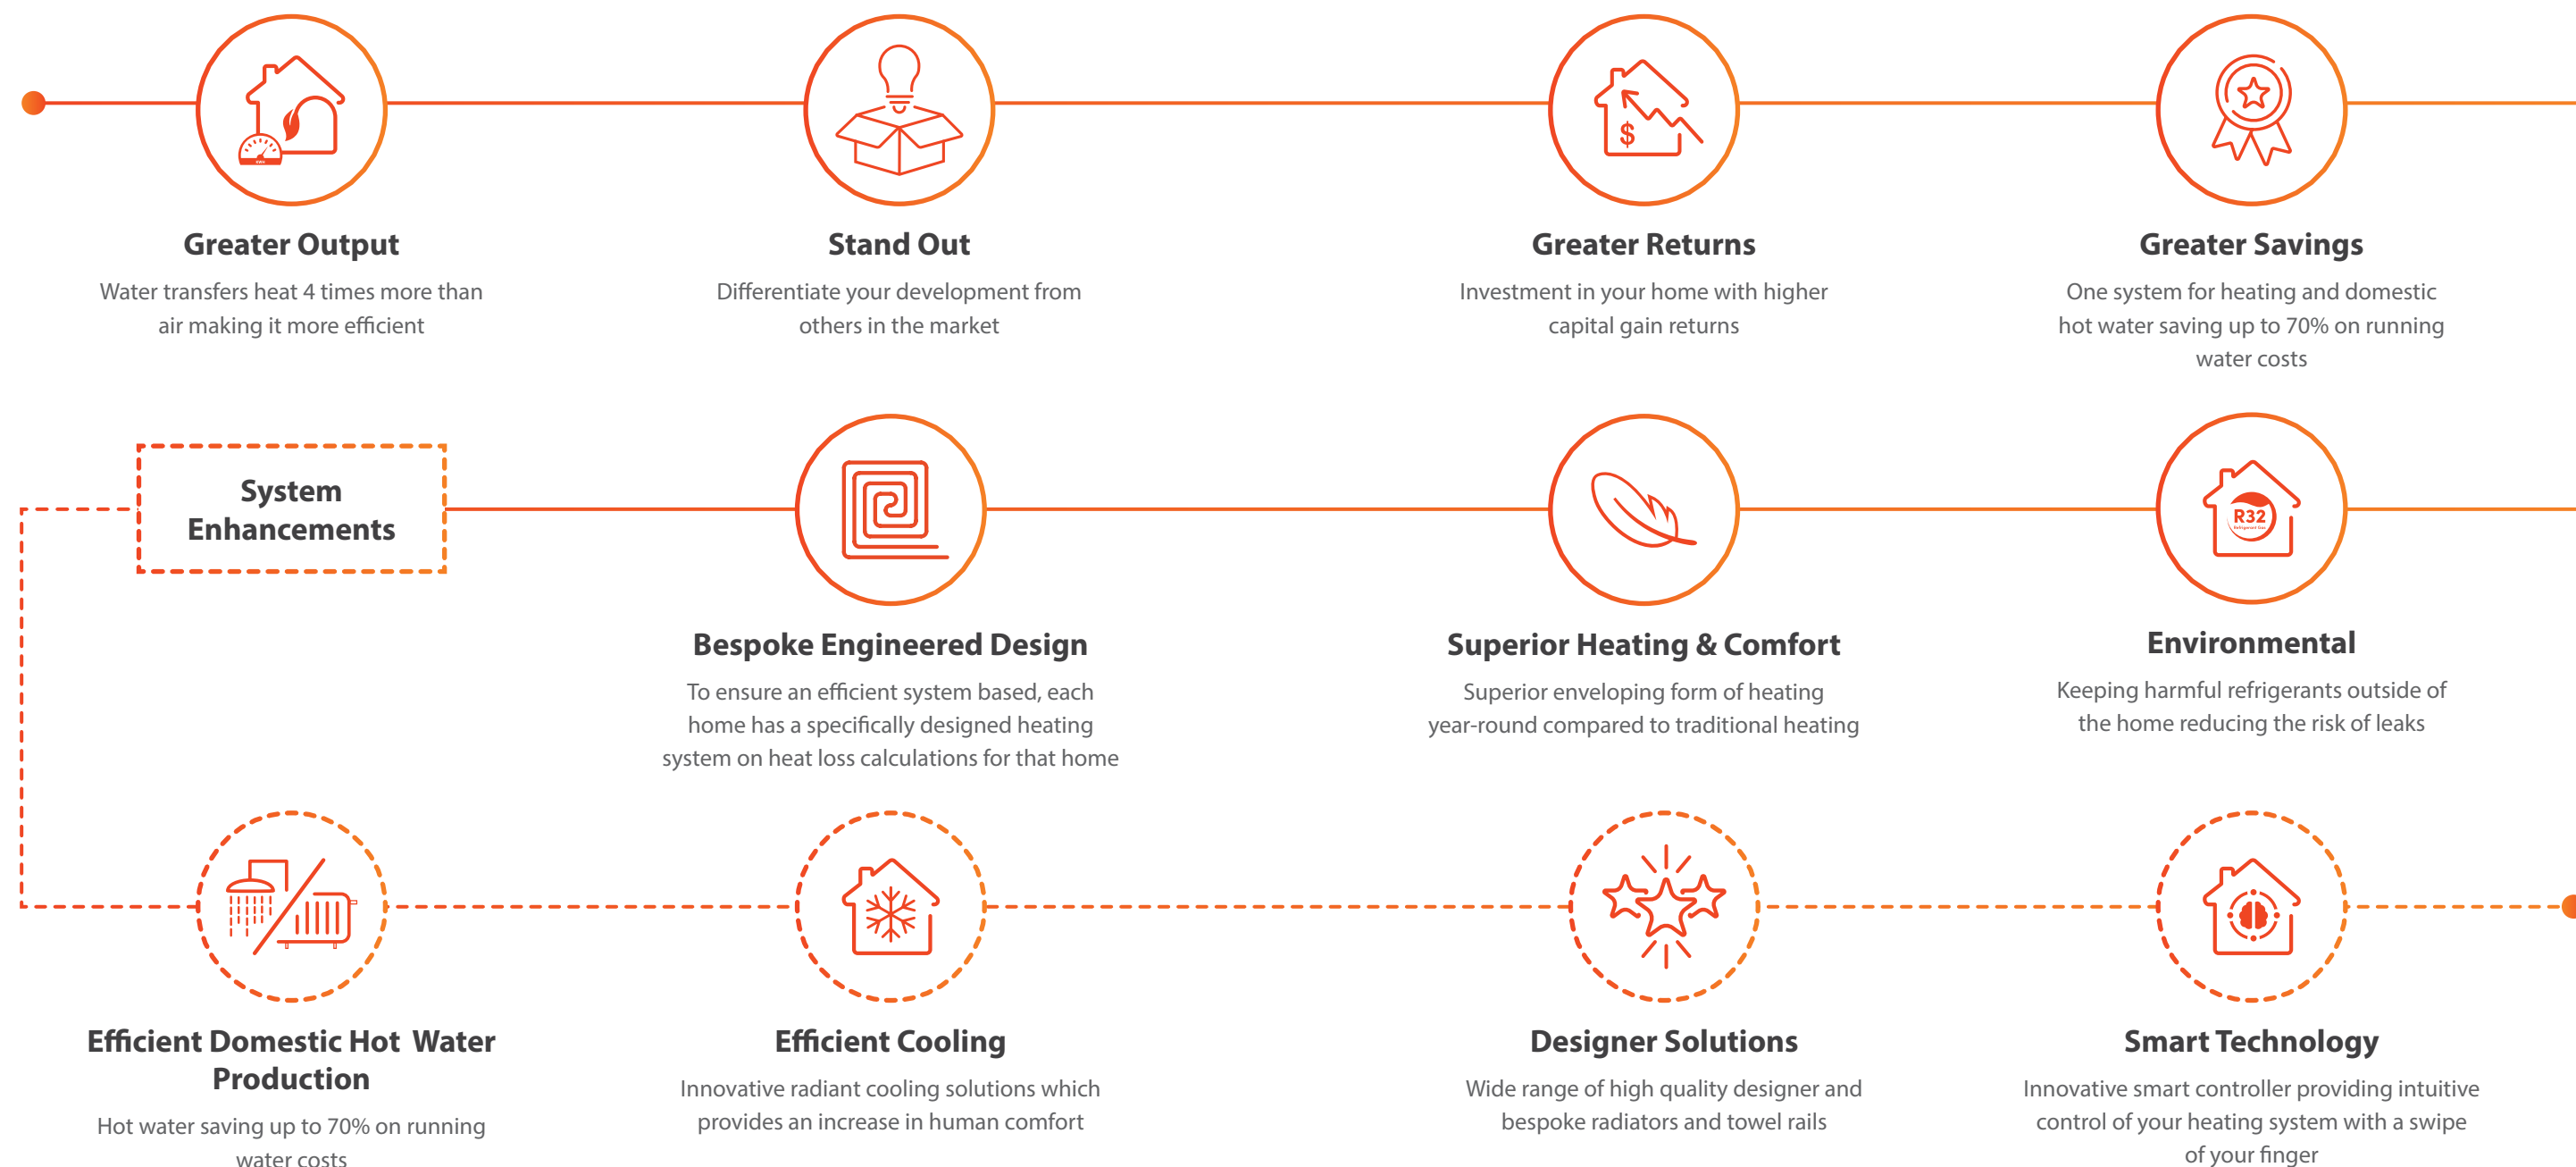 Greater Output
Water transfers heat 4 times more than
air making it more efficient
Stand Out
Differentiate your development from
others in the market
$
Greater Returns
Investment in your home with higher
capital gain returns
Greater Savings
One system for heating and domestic
hot water saving up to 70% on running
water costs
System
Enhancements
Bespoke Engineered Design
To ensure an efficient system based, each
home has a specifically designed heating
system on heat loss calculations for that home
Superior Heating & Comfort
Superior enveloping form of heating
year-round compared to traditional heating
R32
Refrigerant Gas
Environmental
Keeping harmful refrigerants outside of
the home reducing the risk of leaks
Efficient Domestic Hot Water
Production
Hot water saving up to 70% on running
water costs
Efficient Cooling
Innovative radiant cooling solutions which
provides an increase in human comfort
Designer Solutions
Wide range of high quality designer and
bespoke radiators and towel rails
Smart Technology
Innovative smart controller providing intuitive
control of your heating system with a swipe
of your finger